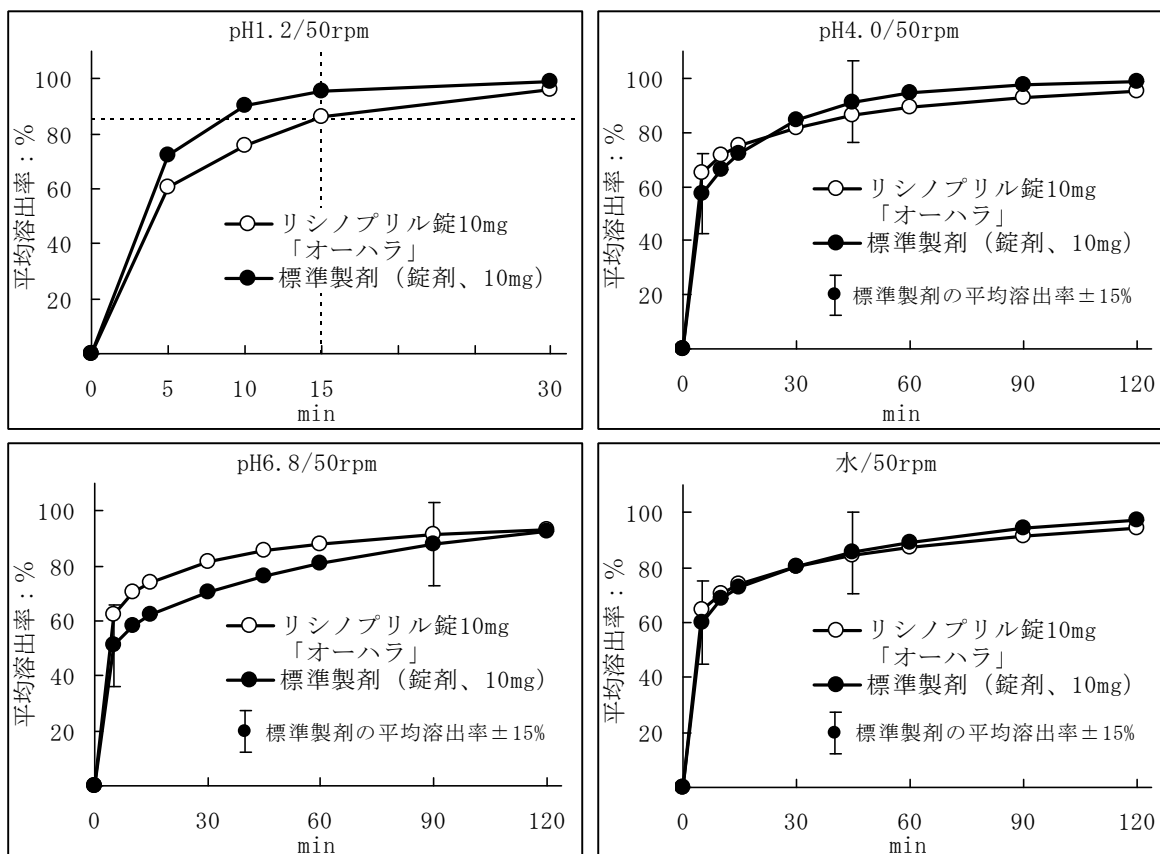 pH1.2/50rpm
平均溶出率：%
100
80
60
40
20
リシノプリル錠10mg
「オーハラ」
標準製剤（錠剤、10mg）
0
5
10
15
30
min
pH4.0/50rpm
平均溶出率：%
100
80
60
40
20
リシノプリル錠10mg
「オーハラ」
標準製剤（錠剤、10mg）
標準製剤の平均溶出率±15%
0
30
60
90
120
min
pH6.8/50rpm
平均溶出率：%
100
80
60
40
20
リシノプリル錠10mg
「オーハラ」
標準製剤（錠剤、10mg）
標準製剤の平均溶出率±15%
0
30
60
90
120
min
水/50rpm
平均溶出率：%
100
80
60
40
20
リシノプリル錠10mg
「オーハラ」
標準製剤（錠剤、10mg）
標準製剤の平均溶出率±15%
0
30
60
90
120
min